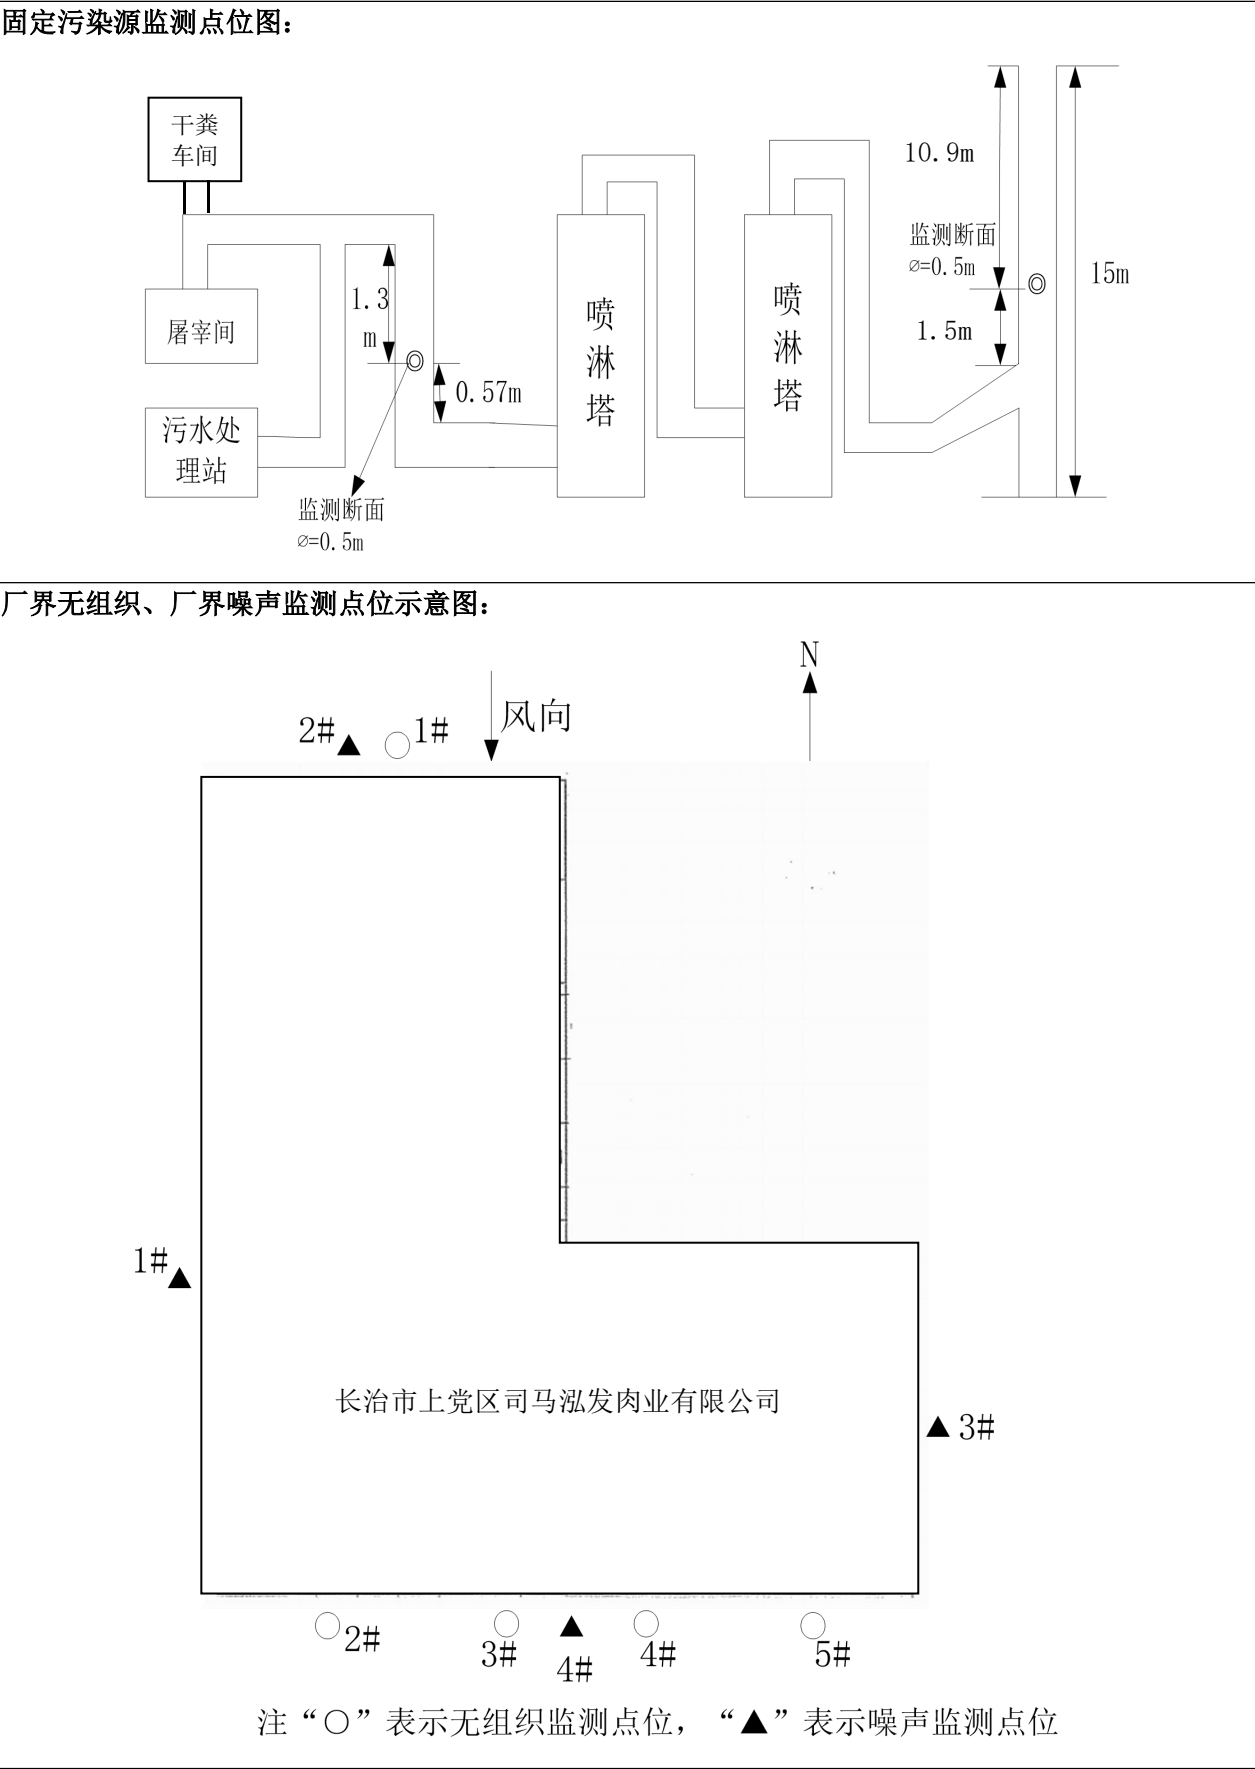 固定污染源监测点位图：
干粪
车间
屠宰间
污水处
理站
1.3
m
0.57m
监测断面
∅=0.5m
喷
淋
塔
喷
淋
塔
10.9m
监测断面
∅=0.5m
1.5m
15m
厂界无组织、厂界噪声监测点位示意图：
N
风向
2#
1#
1#
长治市上党区司马泓发肉业有限公司
3#
2#
3#
4#
4#
5#
注“○”表示无组织监测点位，“▲”表示噪声监测点位